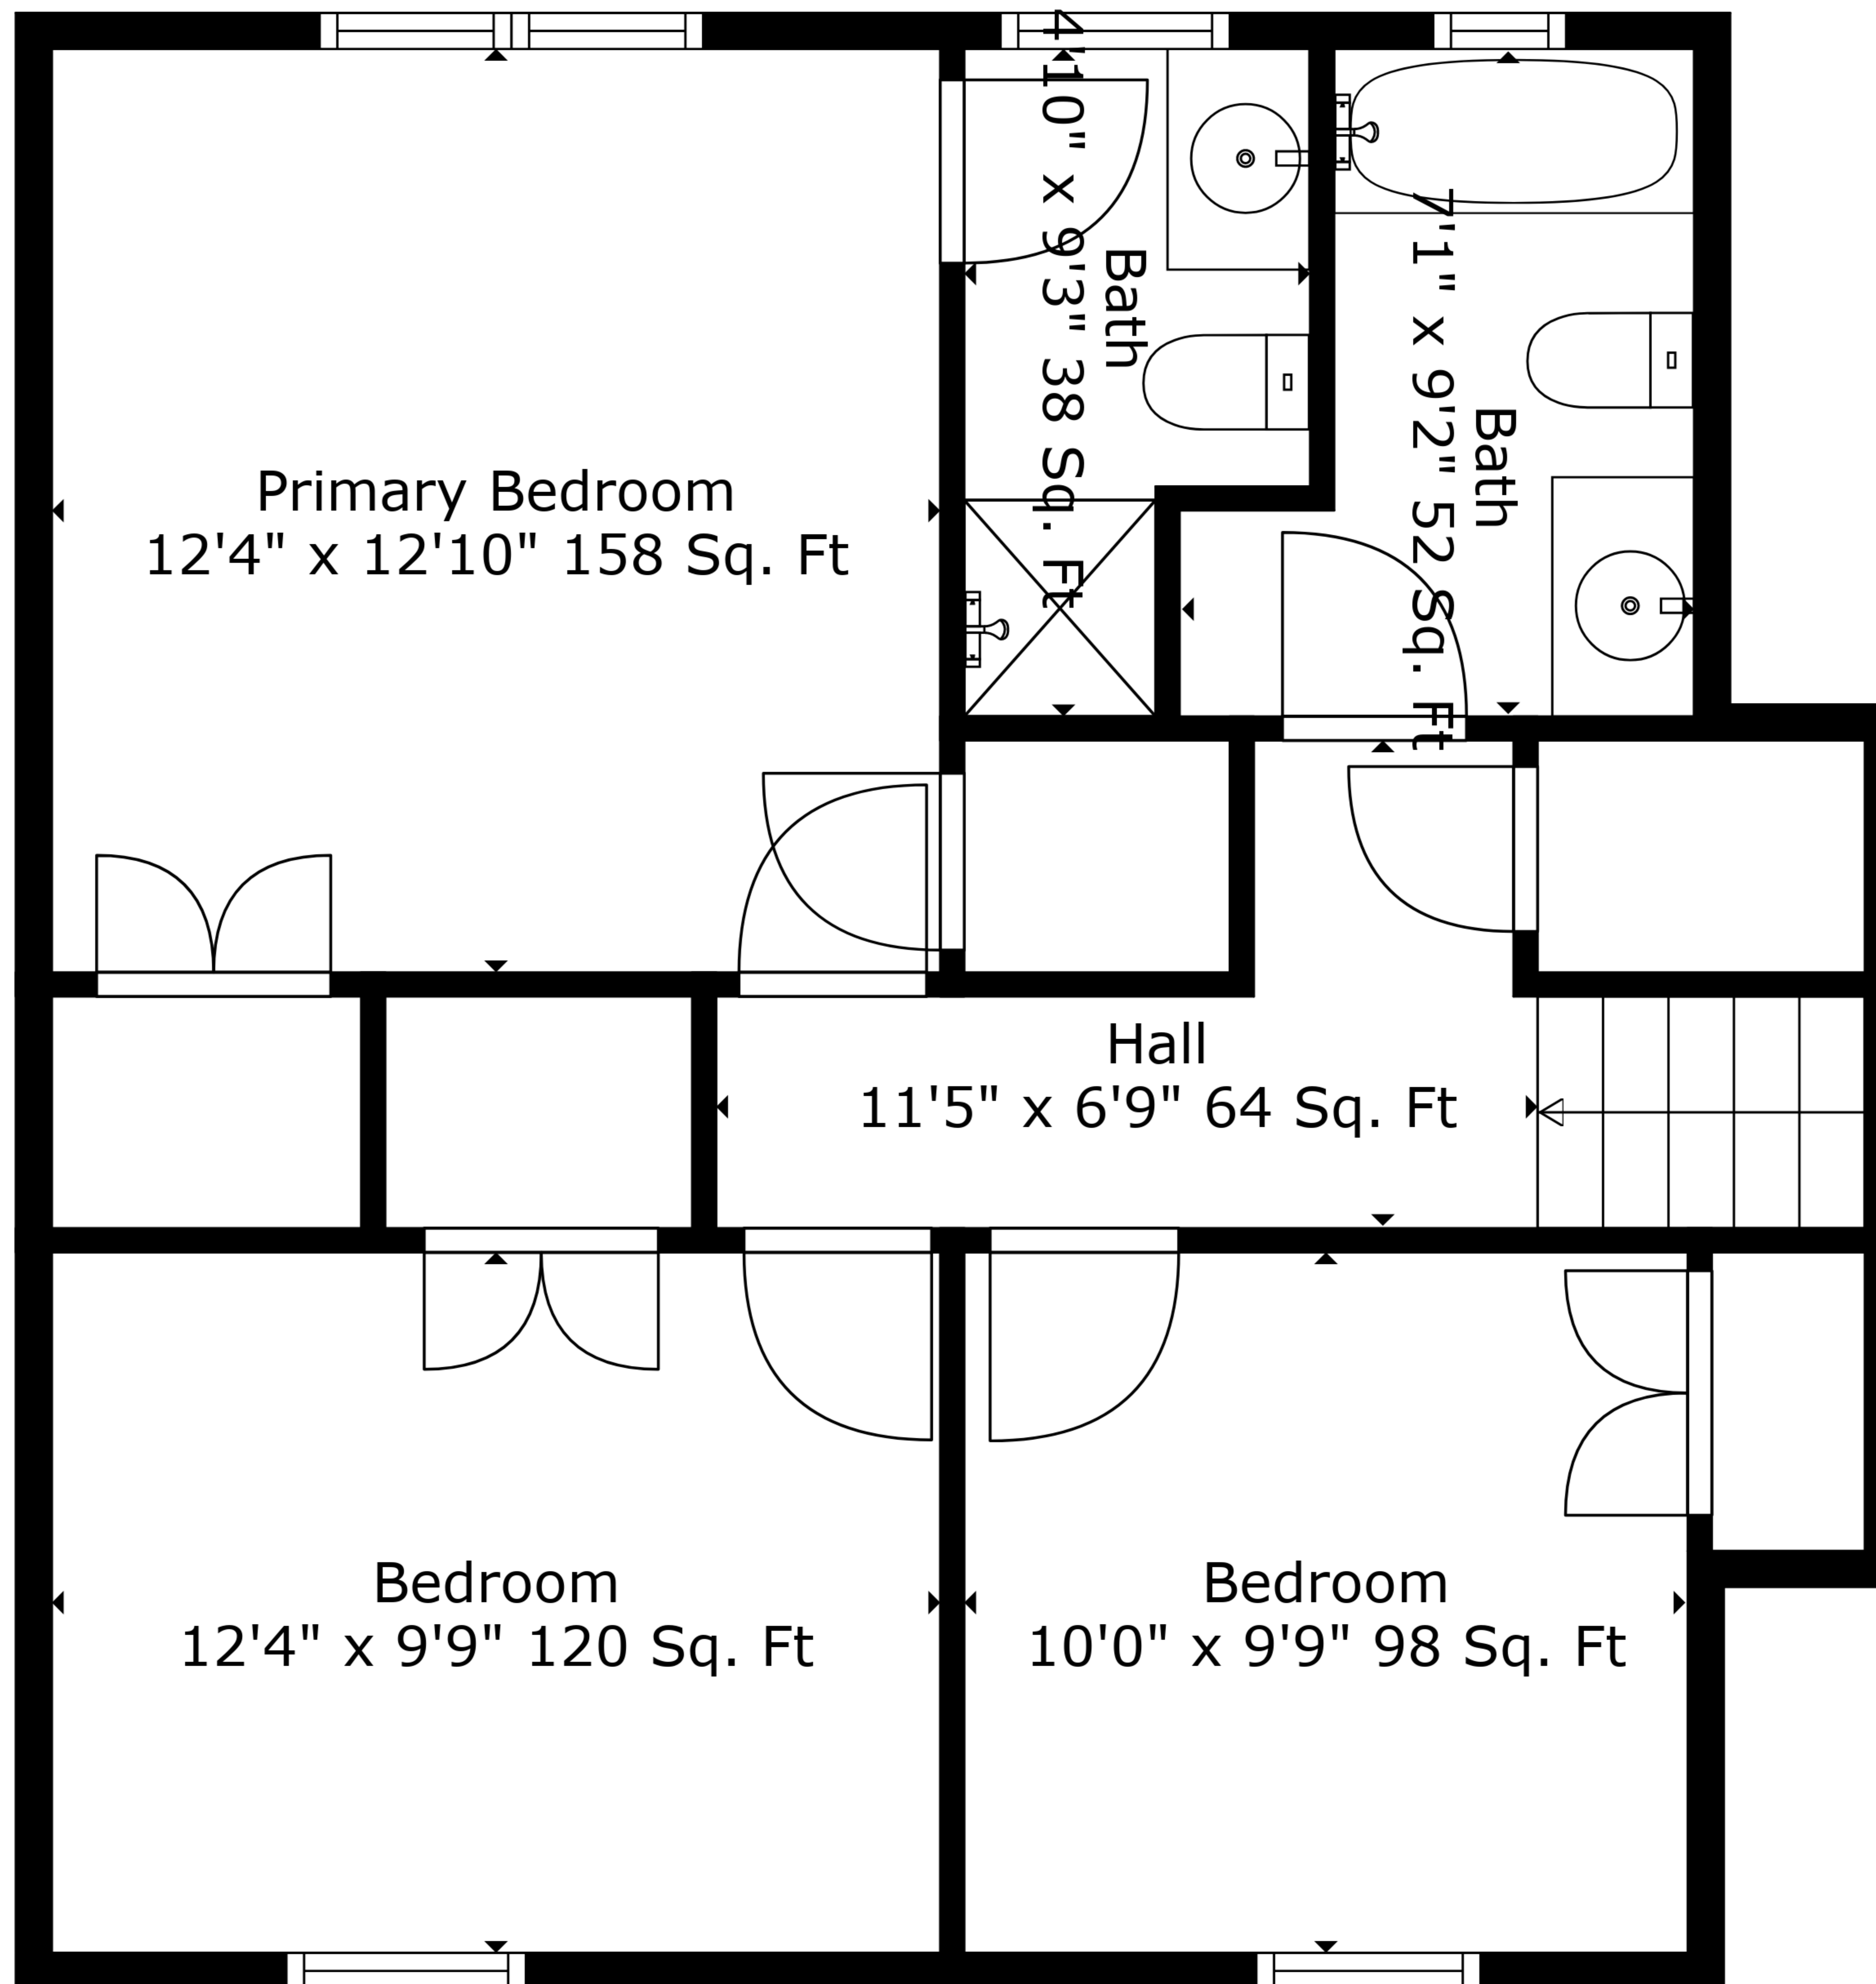 Bath
4'10" x 9'3" 38 Sq. Ft
Bath
7'1" x 9'2" 52 Sq. Ft
Primary Bedroom
12'4" x 12'10" 158 Sq. Ft
Hall
11'5" x 6'9" 64 Sq. Ft
Bedroom
12'4" x 9'9" 120 Sq. Ft
Bedroom
10'0" x 9'9" 98 Sq. Ft